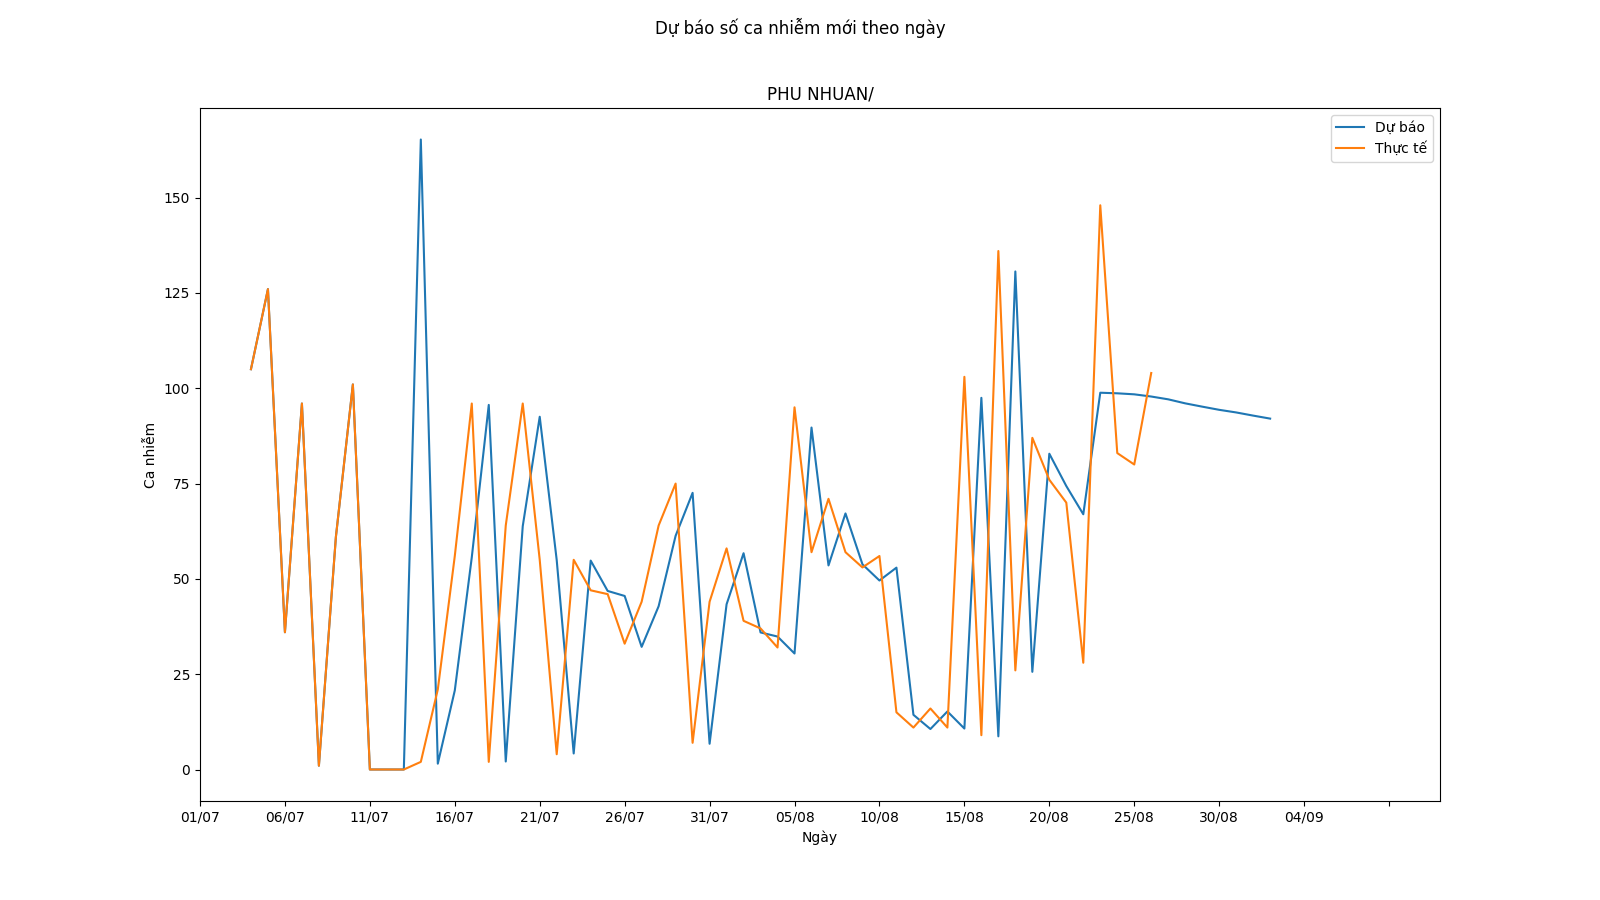 Dự báo số ca nhiễm mới theo ngày
PHU NHUAN/
Dự báo
Thực tế
150
125
100
75
50
25
0
Ca nhiễm
01/07 06/07 11/07 16/07 21/07 26/07 31/07 05/08 10/08 15/08 20/08 25/08 30/08 04/09
Ngày